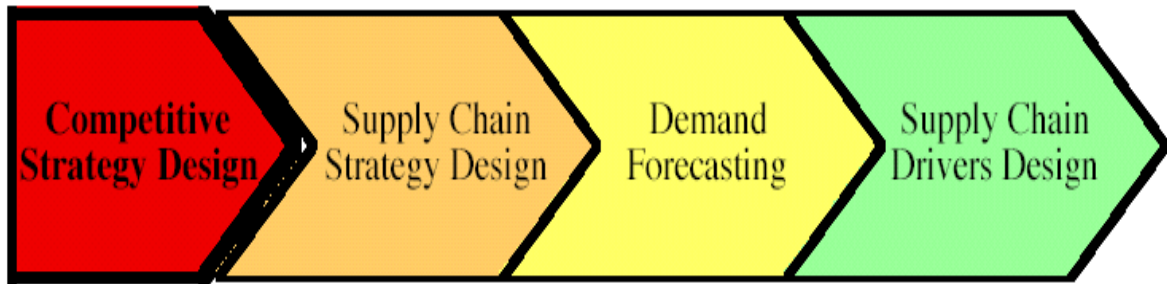 Competitive
Strategy Design
Supply Chain
Strategy Design
Demand
Forecasting
Supply Chain
Drivers Design